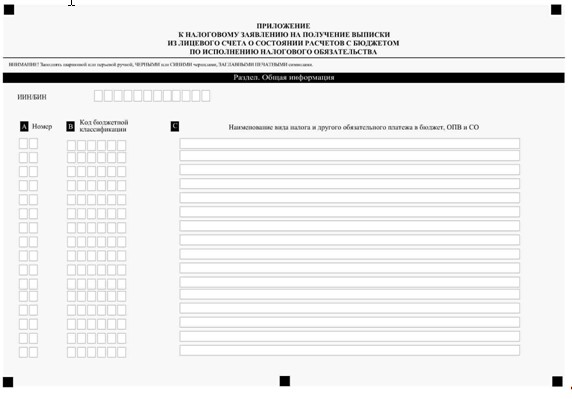 ПРИЛОЖЕНИЕ
К НАЛОГОВОМУ ЗАЯВЛЕНИЮ НА ПОЛУЧЕНИЕ ВЫПИСКИ
ИЗ ЛИЦЕВОГО СЧЕТА О СОСТОЯНИИ РАСЧЕТОВ С БЮДЖЕТОМ
ПО ИСПОЛНЕНИЮ НАЛОГОВОГО ОБЯЗАТЕЛЬСТВА
ВНИМАНИЕ! Заполнять шариковой или перьевой ручкой, ЧЕРНЫМИ или СИНИМИ чернилами, ЗАГЛАВНЫМИ ПЕЧАТНЫМИ символами.
Раздел. Общая информация
ИИН/БИН
A Номер
B Код бюджетной
классификации
C Наименование вида налога и другого обязательного платежа в бюджет, ОПВ и СО